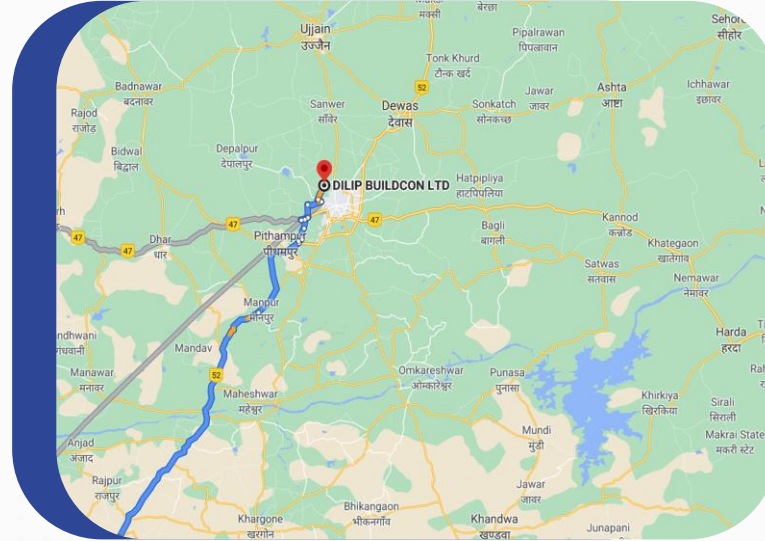 मक्सी
बेरछा
Ujjain
उज्जैन
Pipalrawan
पिपलरावान
Sehore
सीहोर
Tonk Khurd
टौन्क खर्द
Badnawar
बदनावर
52
Jawar
जावर
Ashta
आष्टा
Ichhawar
इछावर
Rajod
राजोड़
Sanwer
साँवेर
Dewas
देवास
Sonkatch
सोनकच्छ
Bidwal
बिद्वाल
Depalpur
देपालपुर
DILIP BUILDCON LTD
Hatpipliya
हाटपिपलिया
47
47
47
47
Dhar
धार
Pithampur
पीथमपुर
Bagli
बागली
Kannod
कन्नोड
Khategaon
खातेगांव
Satwas
सतवास
Nemawar
नेमावर
Manpur
मानपुर
Mandav
Harda
हरदा
52
Manawar
मनावर
Maheshwar
महेश्वर
Omkareshwar
ओम्कारेश्वर
Punasa
पुनासा
Khirkiya
खिरकिया
Sirali
सिराली
Mundi
मुंडी
Makrai State
मकरी स्टेट
Anjad
अंजाद
Rajpur
राजपुर
Jawar
जावर
Bhikangaon
भीकनगाँव
Khargone
खरगोन
Khandwa
खण्डवा
Junapani
जुनापानी